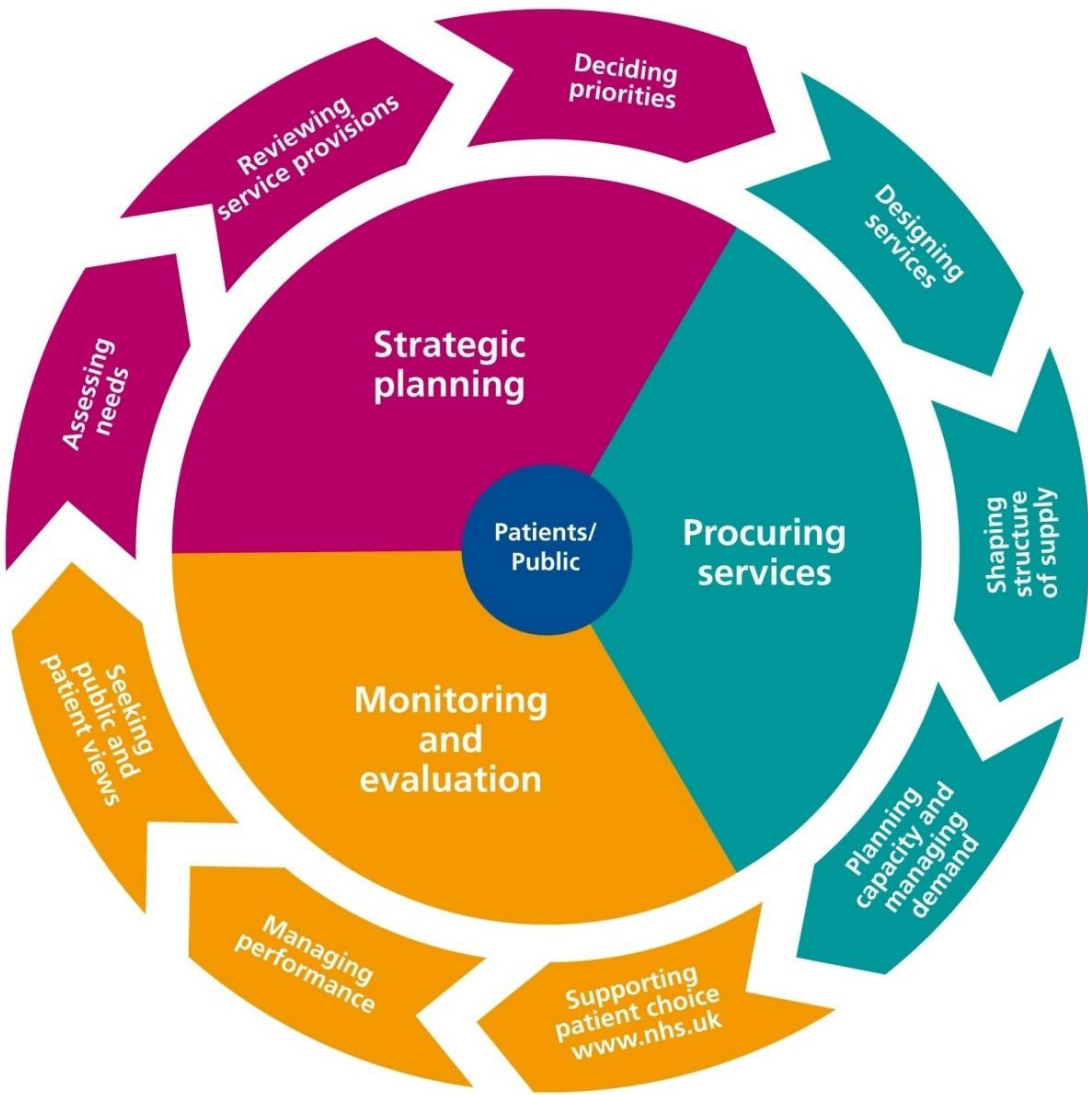 Deciding
priorities
Designing
services
Shaping
structure
of supply
Planning
capacity and
managing
demand
Supporting
patient choice
www.nhs.uk
Managing
performance
Seeking
public and
patient views
Assessing
needs
Reviewing
service provisions
Strategic
planning
Procuring
services
Monitoring
and
evaluation
Patients/
Public